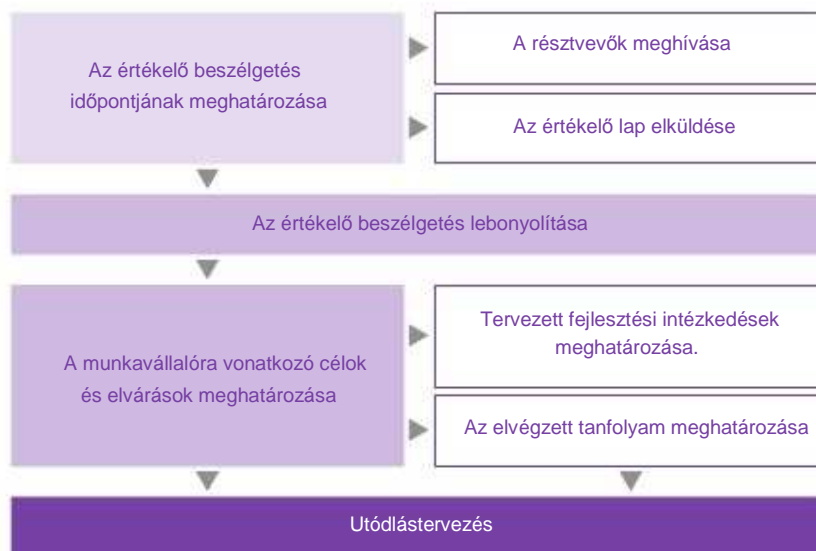 Az értékelő beszélgetés
időpontjának meghatározása
A résztvevők meghívása
Az értékelő lap elküldése
Az értékelő beszélgetés lebonyolítása
A munkavállalóra vonatkozó célok
és elvárások meghatározása
Tervezett fejlesztési intézkedések
meghatározása.
Az elvégzett tanfolyam meghatározása
Utódlástervezés